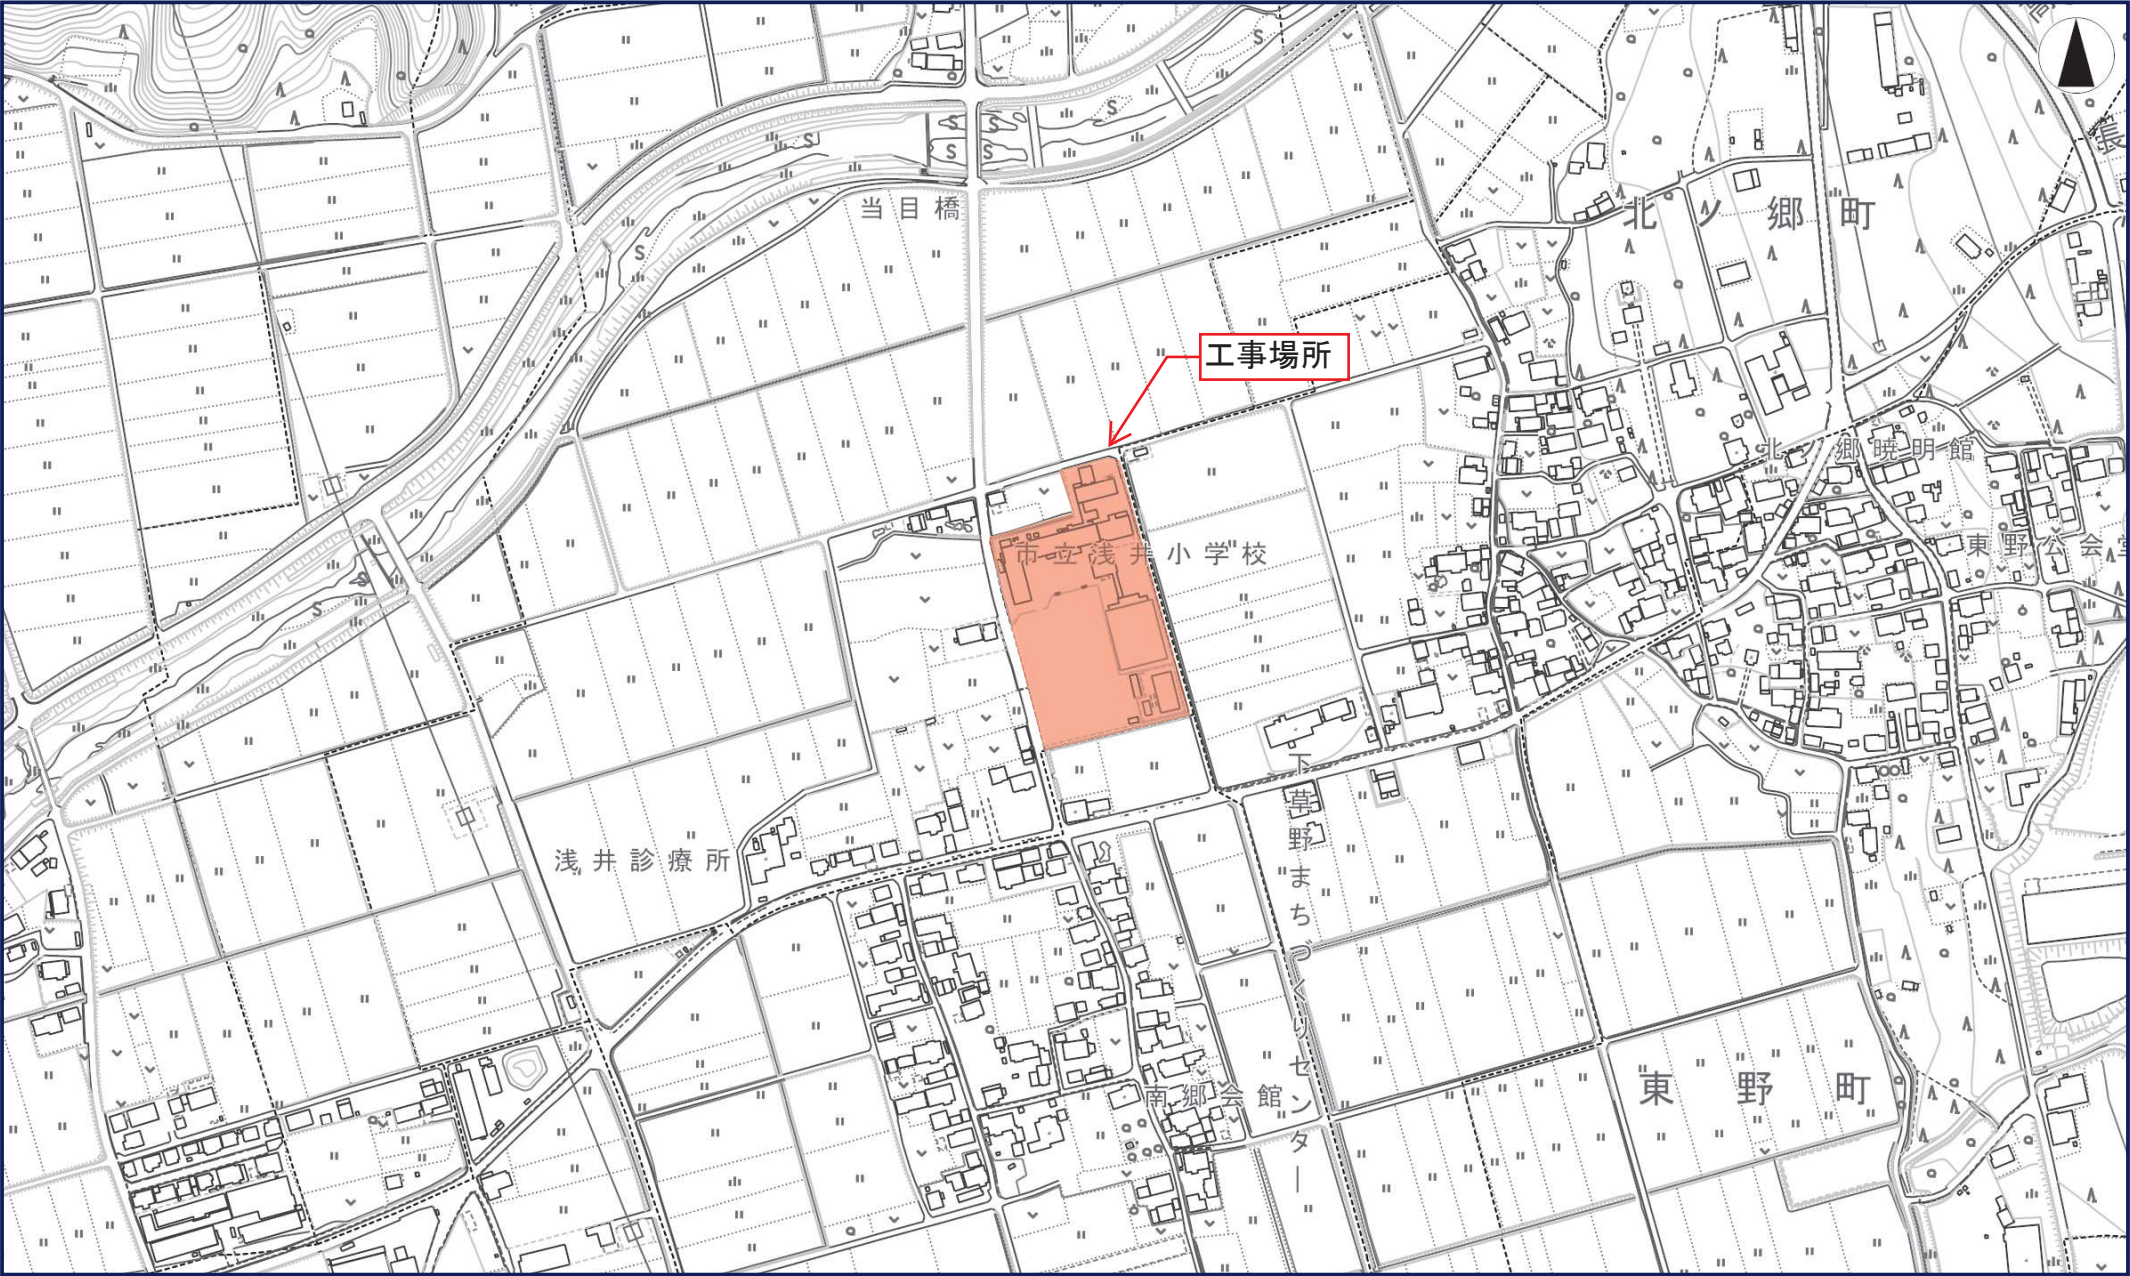 当目橋
北ノ郷町
工事場所
北ノ郷暁明館
市立浅井小学校
東野公会堂
下草野まちづくりセンター
浅井診療所
南郷会館
東野町
長